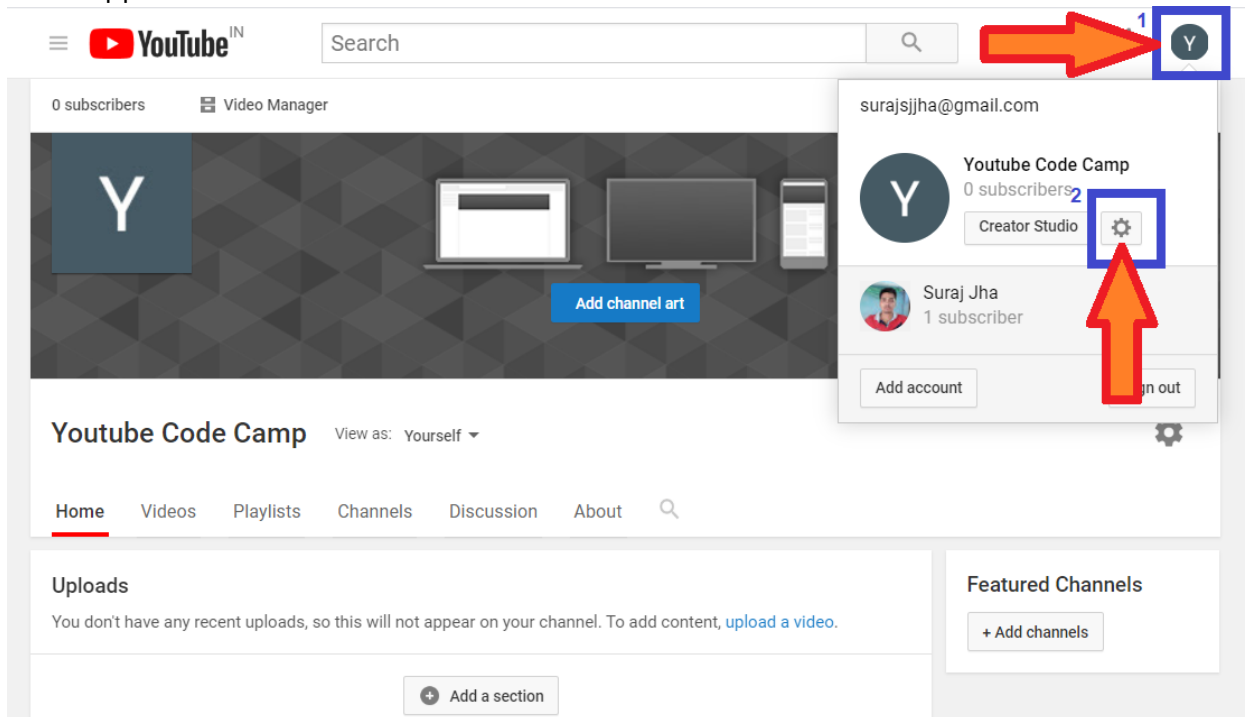 YouTube IN
Search
1
Y
0 subscribers
Video Manager
surajsjjha@gmail.com
Y
Y
Youtube Code Camp
0 subscribers
2
Creator Studio
Add channel art
Suraj Jha
1 subscriber
Add account
gn out
Youtube Code Camp
View as: Yourself
Home Videos Playlists Channels Discussion About
Uploads
You don't have any recent uploads, so this will not appear on your channel. To add content, upload a video.
Featured Channels
+ Add channels
Add a section